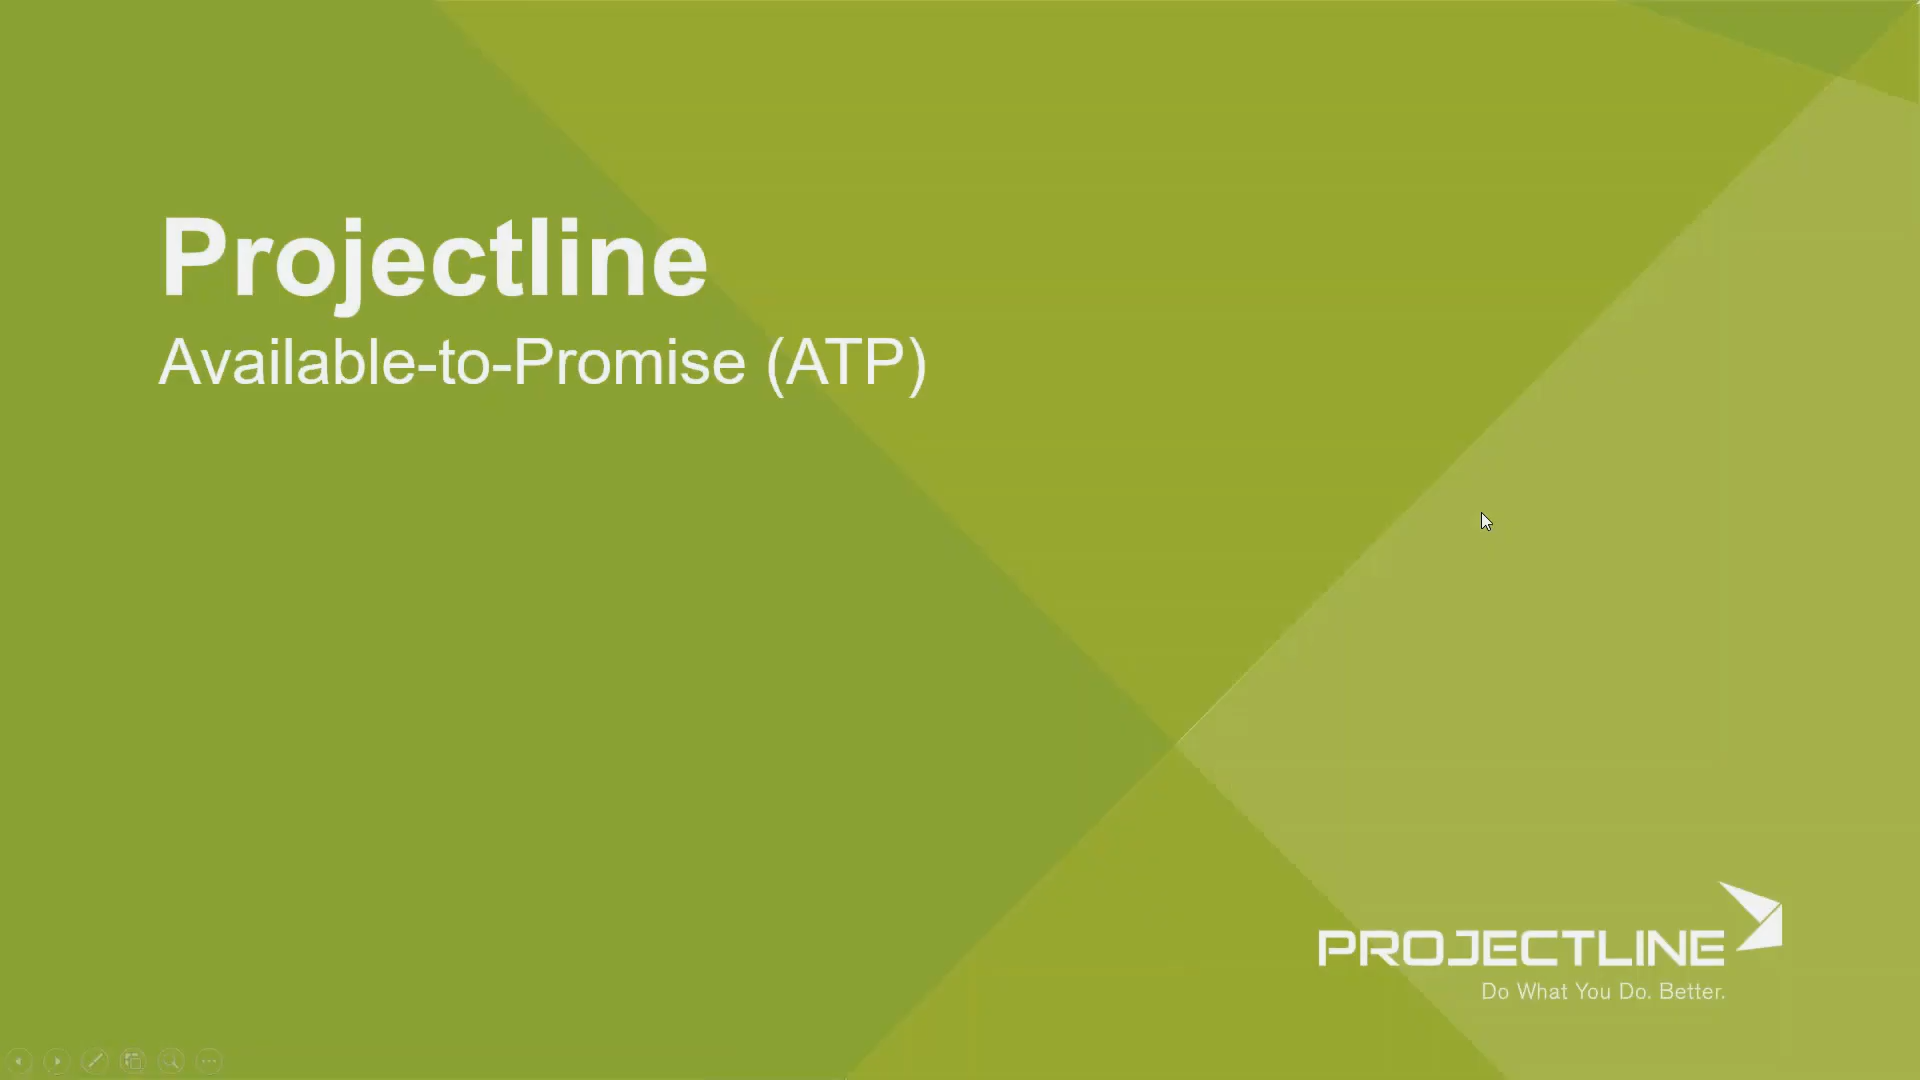 Projectline
Available-to-Promise (ATP)
PROJECTLINE
Do What You Do. Better.